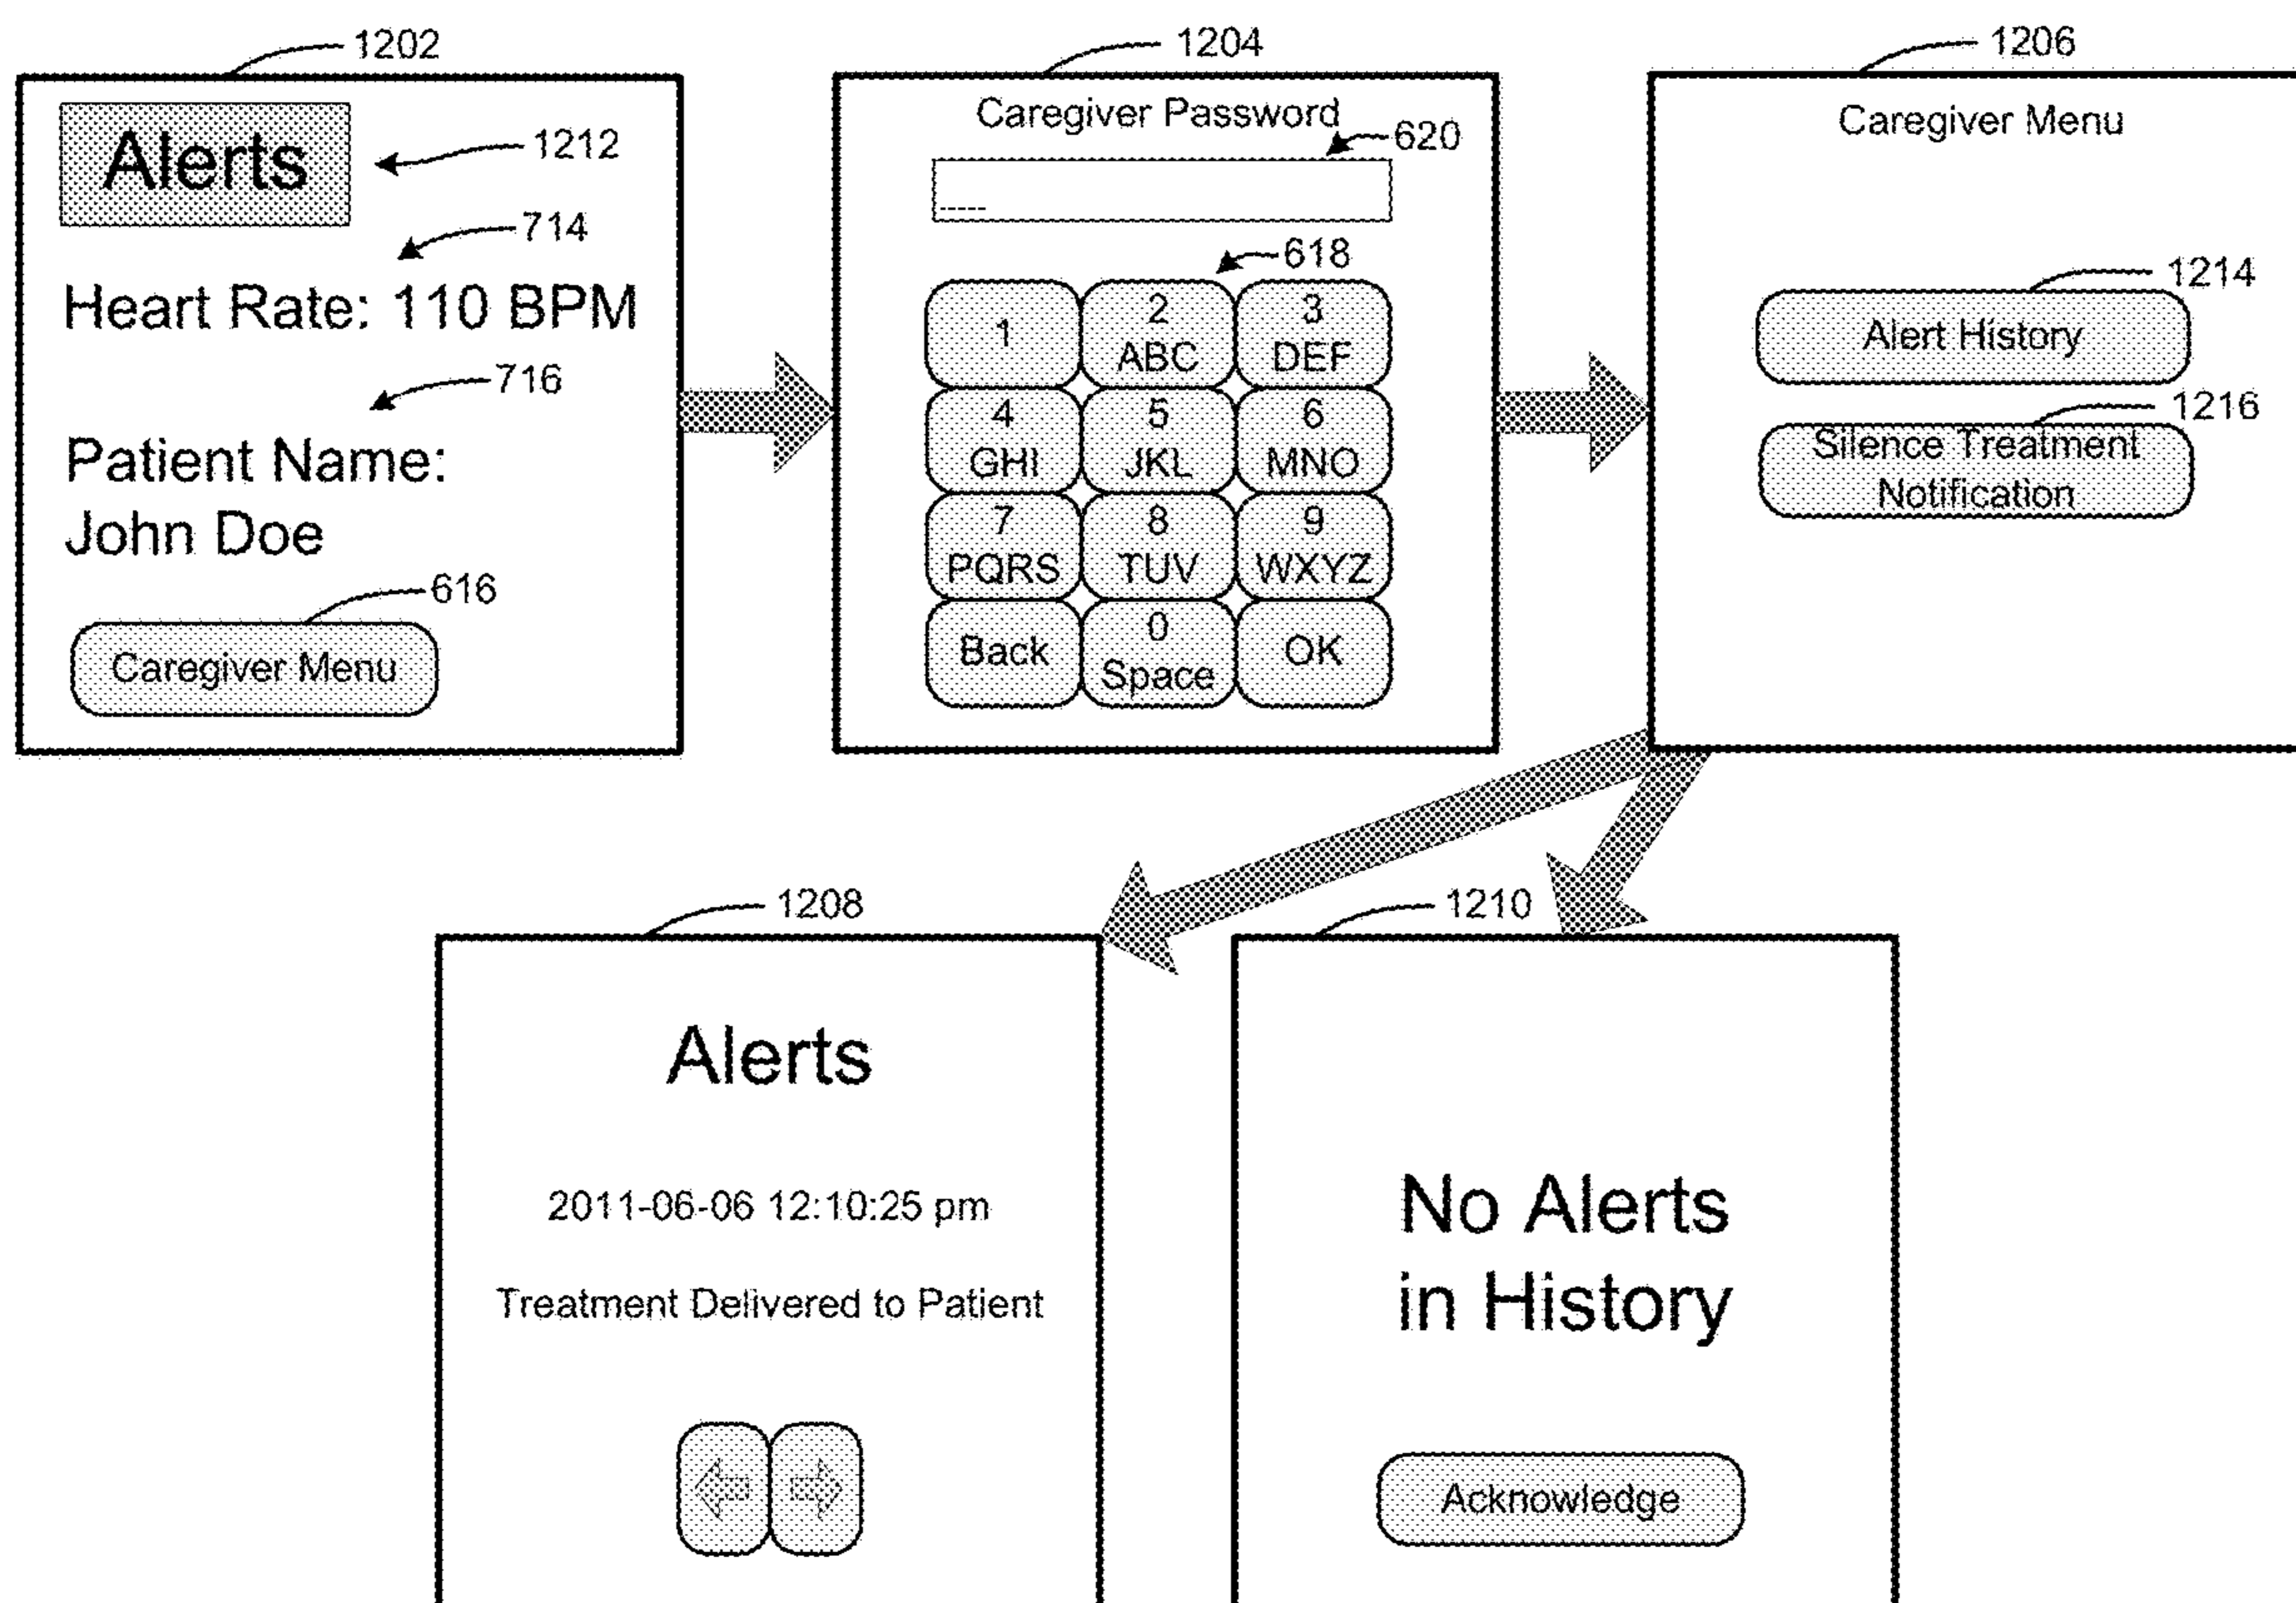 1202
Alerts
1212
714
Heart Rate: 110 BPM
716
Patient Name:
John Doe
616
Caregiver Menu
1204
Caregiver Password
620
----
618
1
2
ABC
3
DEF
4
GHI
5
JKL
6
MNO
7
PQRS
8
TUV
9
WXYZ
Back
0
Space
OK
1206
Caregiver Menu
1214
Alert History
1216
Silence Treatment
Notification
1208
Alerts
2011-06-06 12:10:25 pm
Treatment Delivered to Patient
1210
No Alerts
in History
Acknowledge